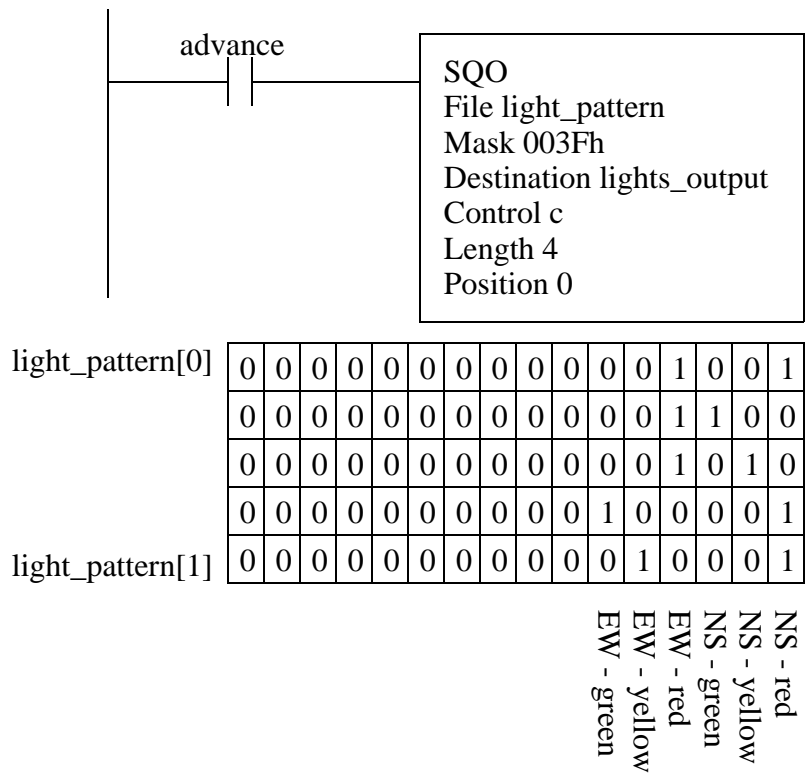 advance
SQO
File light_pattern
Mask 003Fh
Destination lights_output
Control c
Length 4
Position 0
light_pattern[0] 0 0 0 0 0 0 0 0 0 0 0 0 1 0 0 1
0 0 0 0 0 0 0 0 0 0 0 0 1 1 0 0
0 0 0 0 0 0 0 0 0 0 0 0 1 0 1 0
0 0 0 0 0 0 0 0 0 0 1 0 0 0 0 1
light_pattern[1] 0 0 0 0 0 0 0 0 0 0 0 1 0 0 0 1
EW - green
EW - yellow
EW - red
NS - green
NS - yellow
NS - red